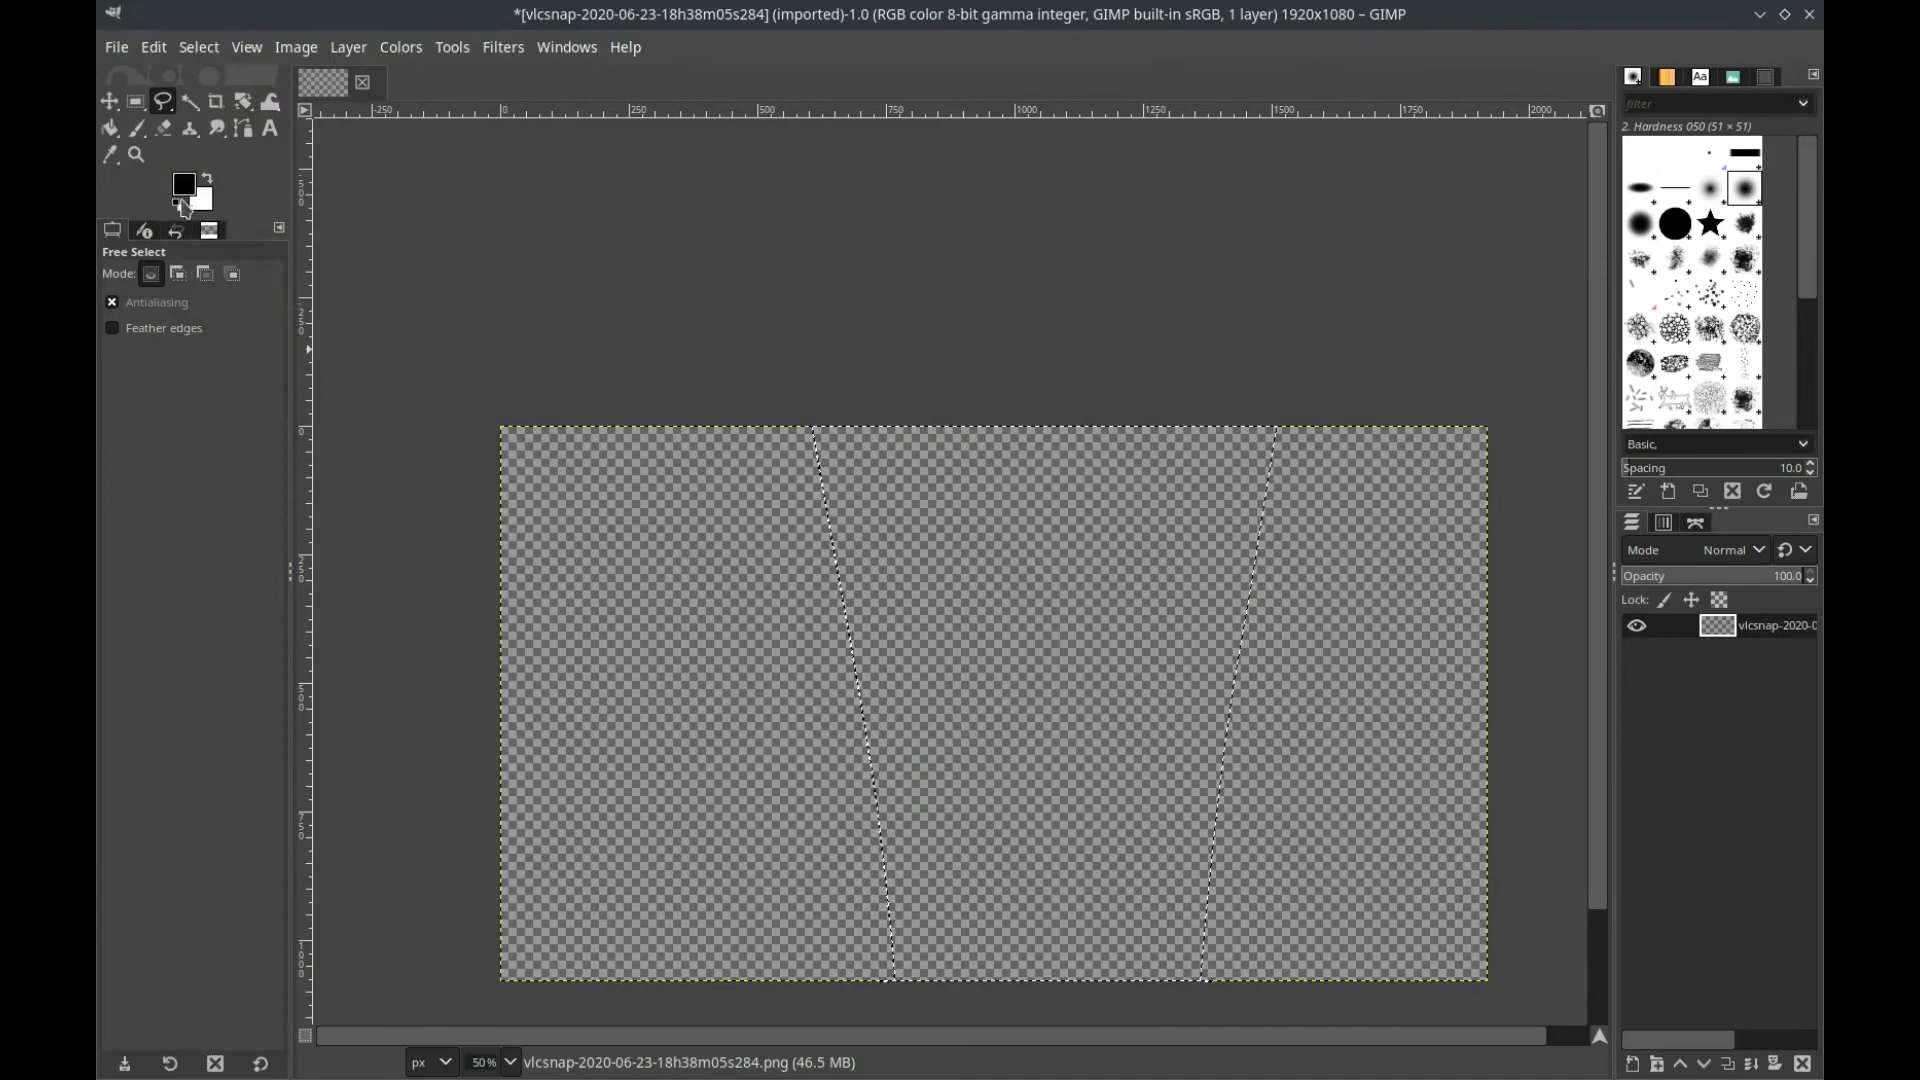 *[vlcsnap-2020-06-23-18h38m05s284] (imported)-1.0 (RGB color 8-bit gamma integer, GIMP built-in sRGB, 1 layer) 1920x1080 – GIMP
File Edit Select View Image Layer Colors Tools Filters Windows Help
-250 0 250 500 750 1000 1250 1500 1750 2000
Aa
filter
2. Hardness 050 (51 × 51)
Free Select
Mode:
Antialiasing
Feather edges
Basic,
Spacing 10.0
Mode Normal
Opacity 100.0
Lock:
vlcsnap-2020-0
px 50% vlcsnap-2020-06-23-18h38m05s284.png (46.5 MB)